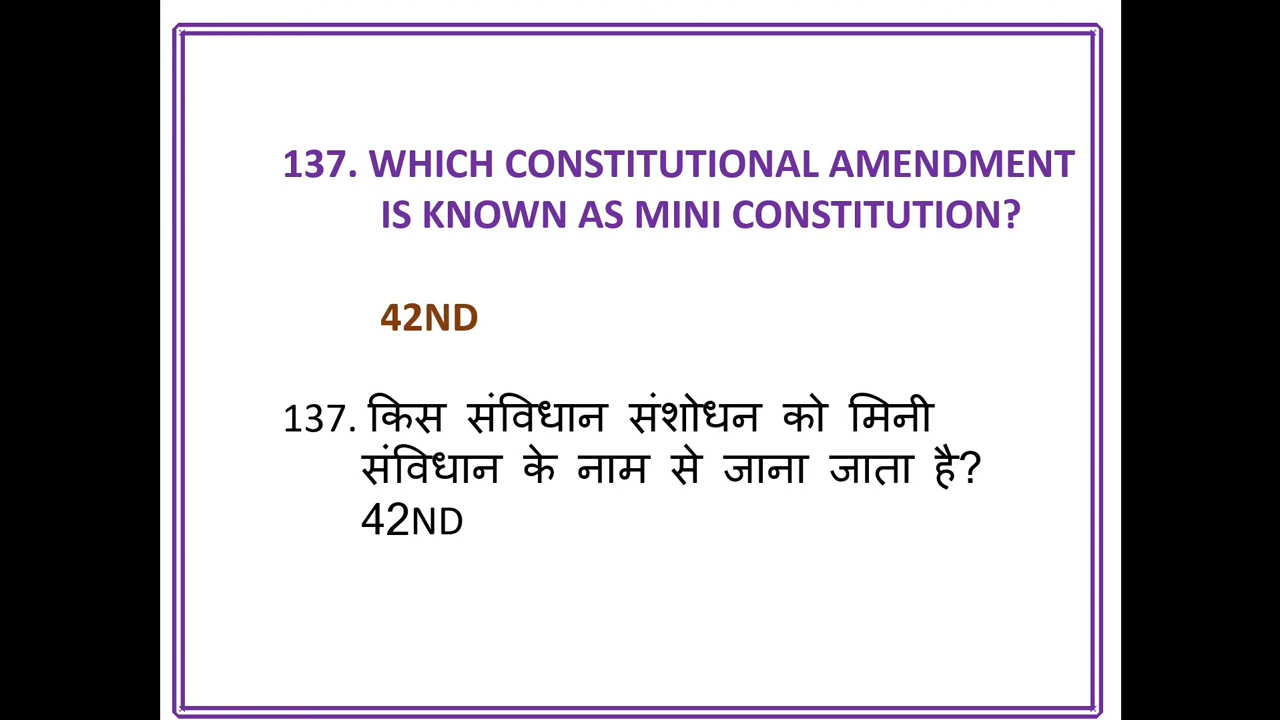 137. WHICH CONSTITUTIONAL AMENDMENT
IS KNOWN AS MINI CONSTITUTION?
42ND
137. किस संविधान संशोधन को मिनी
संविधान के नाम से जाना जाता है?
42ND